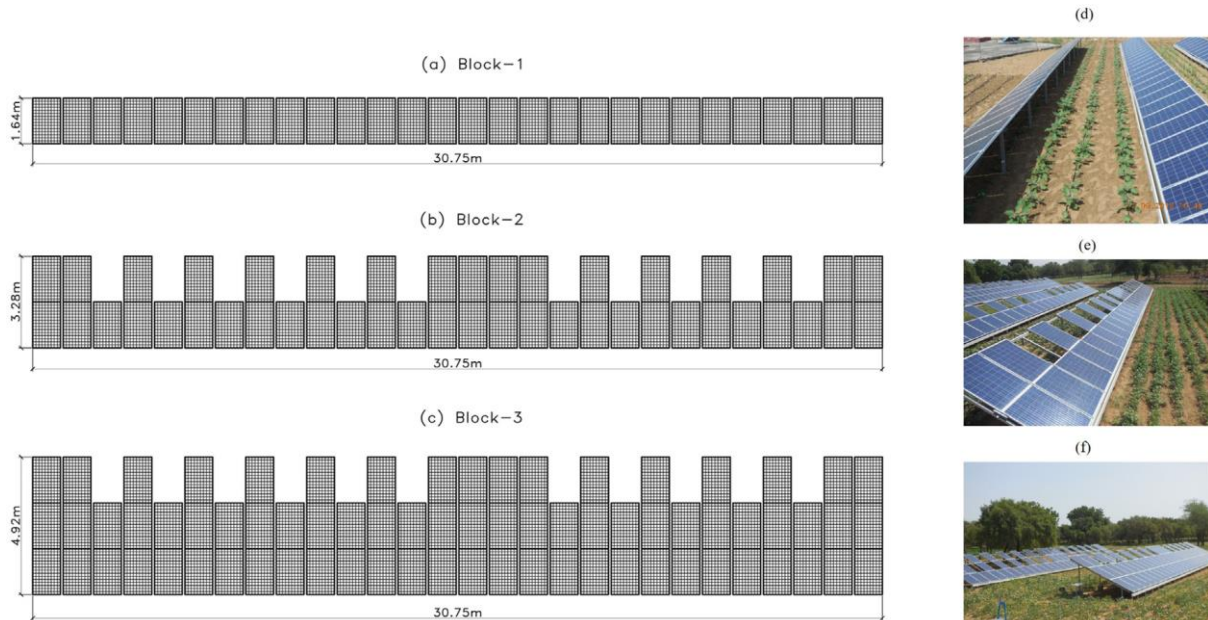 (a) Block-1
1.64m
30.75m
(b) Block-2
3.28m
30.75m
(c) Block-3
4.92m
30.75m
(d)
(e)
(f)